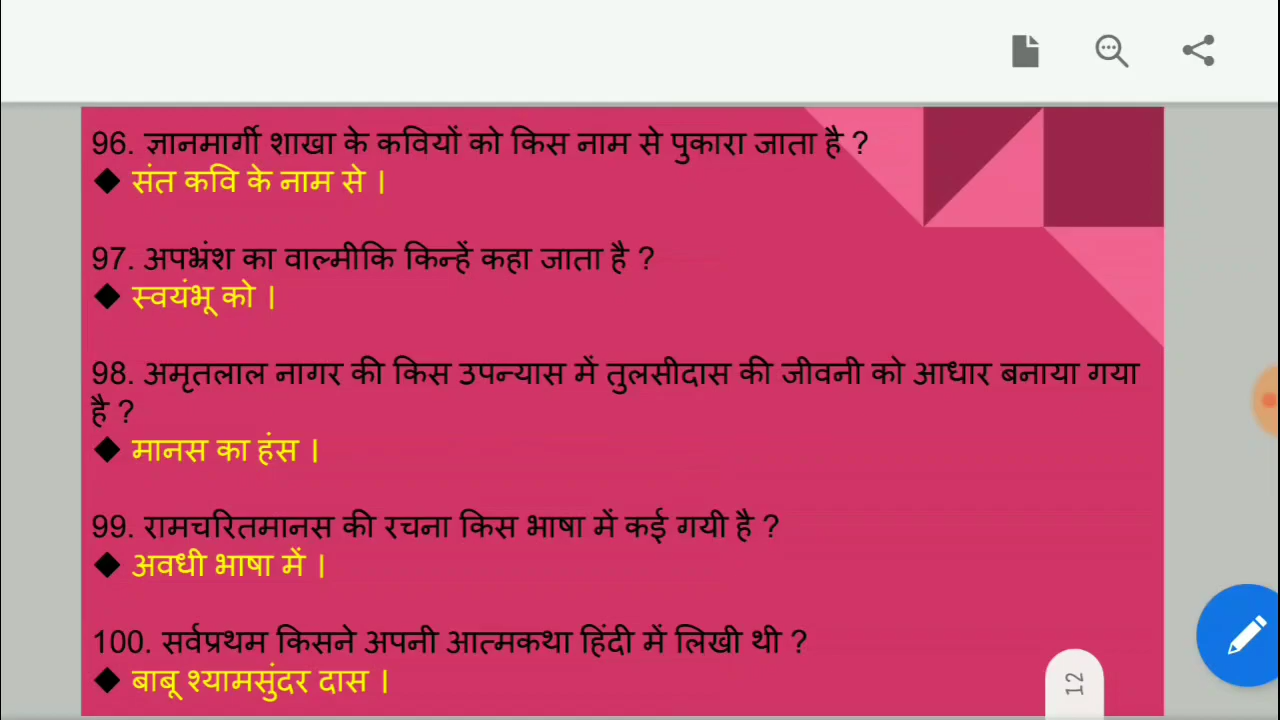 96. ज्ञानमार्गी शाखा के कवियों को किस नाम से पुकारा जाता है ?
◆ संत कवि के नाम से ।
97. अपभ्रंश का वाल्मीकि किन्हें कहा जाता है ?
◆ स्वयंभू को ।
98. अमृतलाल नागर की किस उपन्यास में तुलसीदास की जीवनी को आधार बनाया गया
है ?
◆ मानस का हंस ।
99. रामचरितमानस की रचना किस भाषा में कई गयी है ?
◆ अवधी भाषा में ।
100. सर्वप्रथम किसने अपनी आत्मकथा हिंदी में लिखी थी ?
◆ बाबू श्यामसुंदर दास ।
12